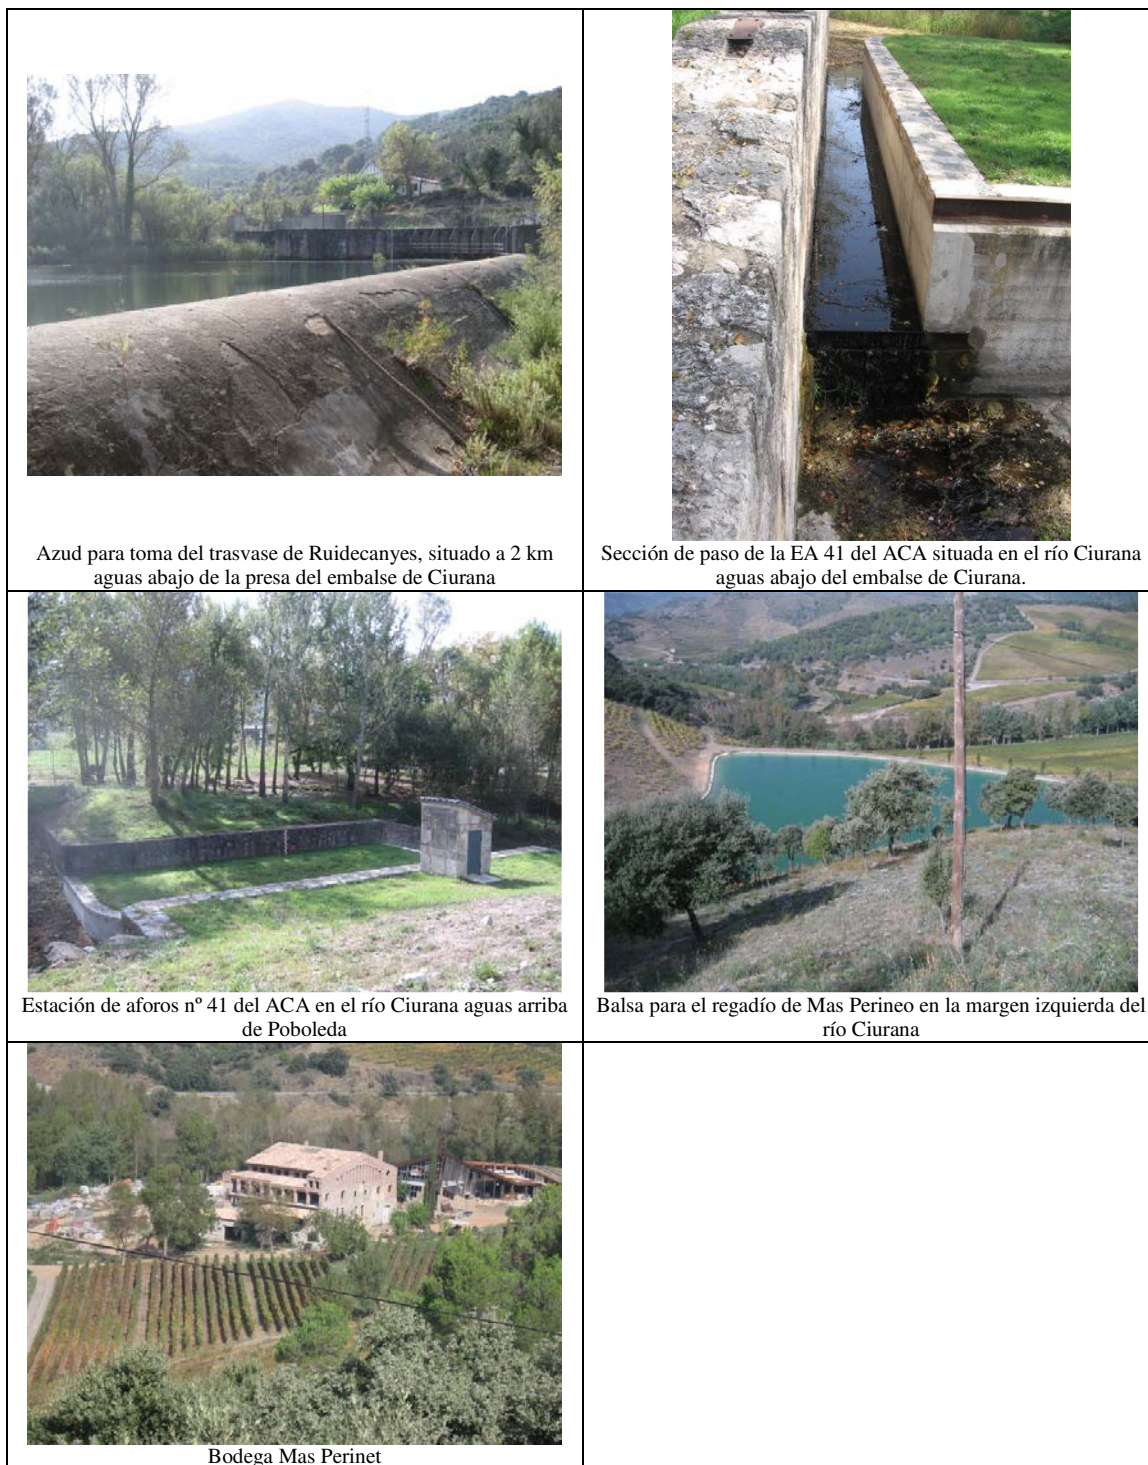 Azud para toma del trasvase de Ruidecanyes, situado a 2 km
aguas abajo de la presa del embalse de Ciurana
Sección de paso de la EA 41 del ACA situada en el río Ciurana
aguas abajo del embalse de Ciurana.
Estación de aforos nº 41 del ACA en el río Ciurana aguas arriba
de Poboleda
Balsa para el regadío de Mas Perineo en la margen izquierda del
río Ciurana
Bodega Mas Perinet